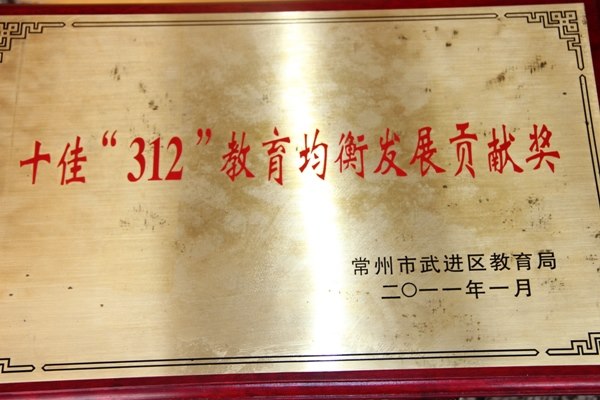 十佳“312”教育均衡发展贡献奖
常州市武进区教育局
二〇一一年一月